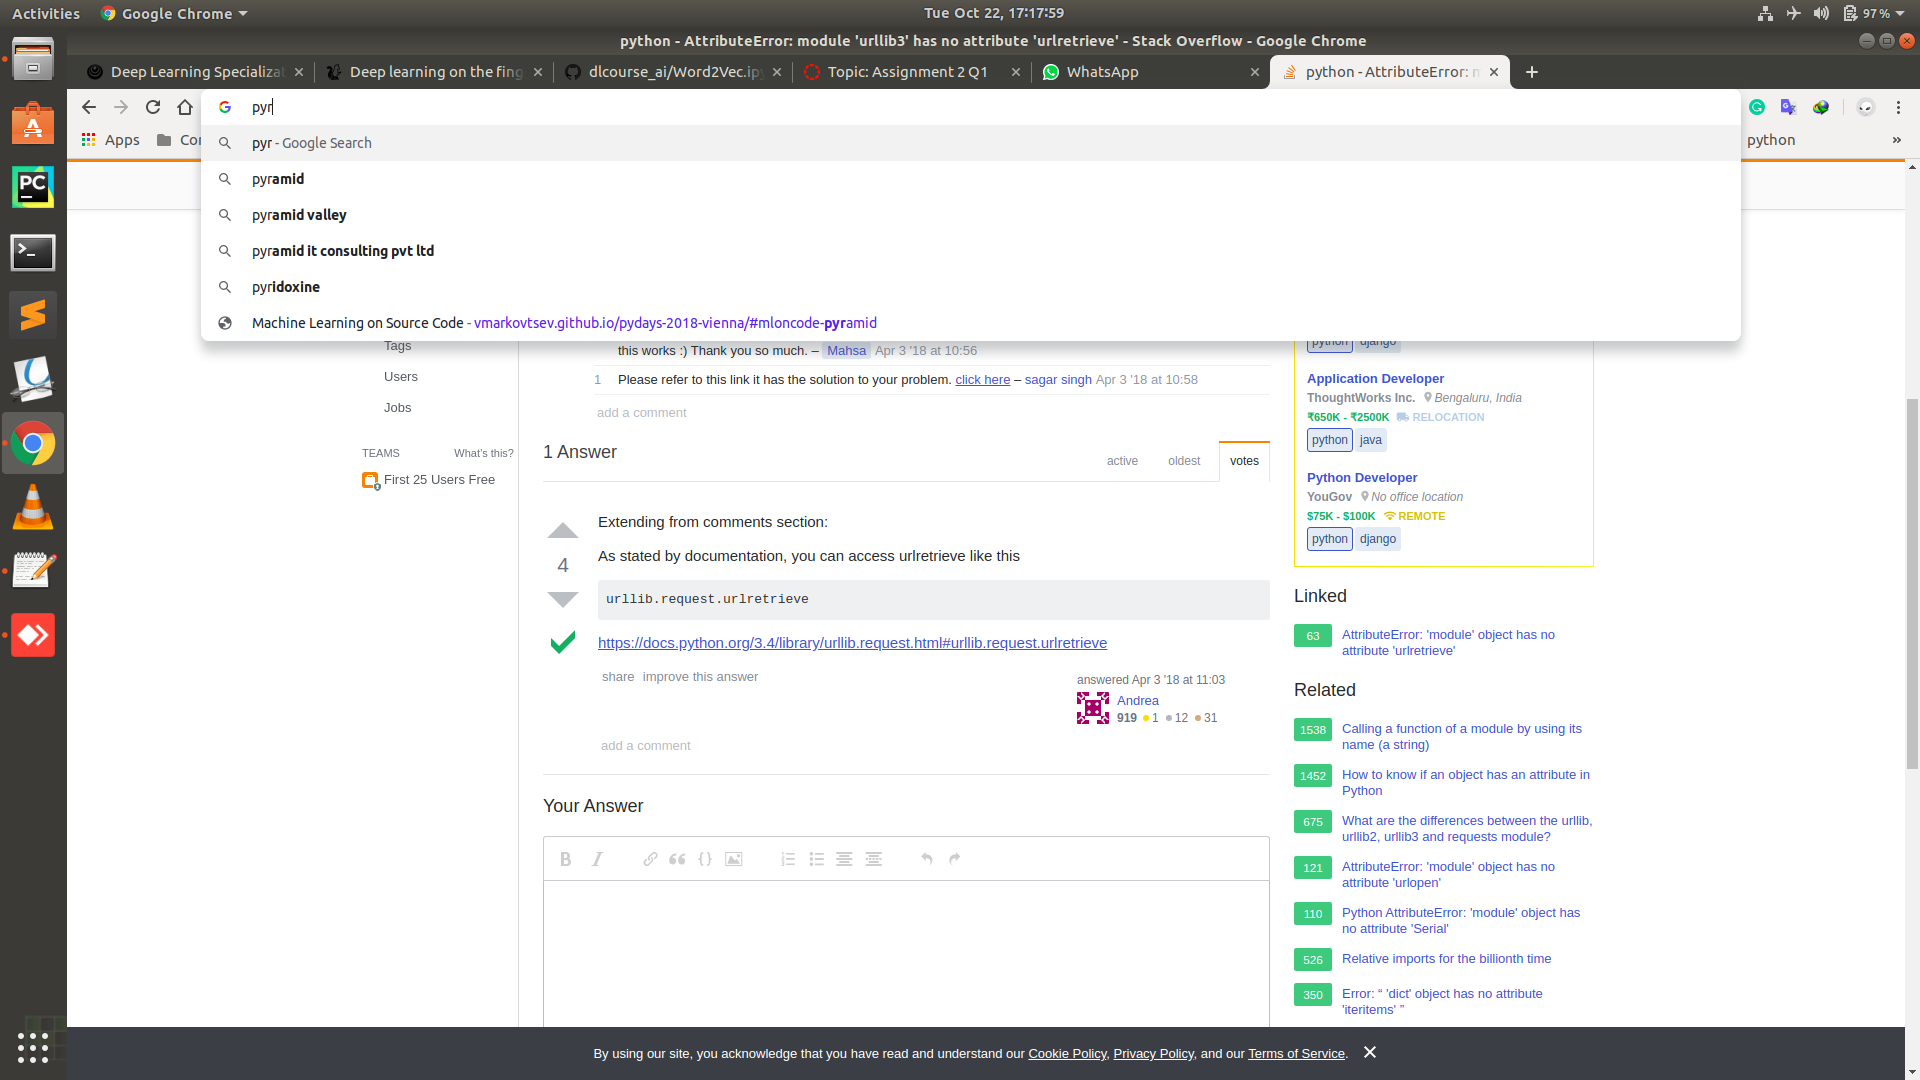 Activities
Google Chrome
Tue Oct 22, 17:17:59
97 %
python - AttributeError: module 'urllib3' has no attribute 'urlretrieve' - Stack Overflow - Google Chrome
Deep Learning Specializat
Deep learning on the fing
dlcourse_ai/Word2Vec.ip
Topic: Assignment 2 Q1
WhatsApp
python - AttributeError: m
pyr
Apps
Cor
python
»
pyr - Google Search
pyramid
pyramid valley
pyramid it consulting pvt ltd
pyridoxine
Machine Learning on Source Code - vmarkovtsev.github.io/pydays-2018-vienna/#mloncode-pyramid
Tags
Users
Jobs
TEAMS What's this?
First 25 Users Free
this works :) Thank you so much. – Mahsa Apr 3 '18 at 10:56
1 Please refer to this link it has the solution to your problem. click here – sagar singh Apr 3 '18 at 10:58
add a comment
1 Answer
active oldest votes
Extending from comments section:
As stated by documentation, you can access urlretrieve like this
4
urllib.request.urlretrieve
https://docs.python.org/3.4/library/urllib.request.html#urllib.request.urlretrieve
share improve this answer
answered Apr 3 '18 at 11:03
Andrea
919 1 12 31
add a comment
Your Answer
B I
python django
Application Developer
ThoughtWorks Inc. Bengaluru, India
₹650K - ₹2500K RELOCATION
python java
Python Developer
YouGov No office location
$75K - $100K REMOTE
python django
Linked
63 AttributeError: 'module' object has no
attribute 'urlretrieve'
Related
1538 Calling a function of a module by using its
name (a string)
1452 How to know if an object has an attribute in
Python
675 What are the differences between the urllib,
urllib2, urllib3 and requests module?
121 AttributeError: 'module' object has no
attribute 'urlopen'
110 Python AttributeError: 'module' object has
no attribute 'Serial'
526 Relative imports for the billionth time
350 Error: “ 'dict' object has no attribute
'iteritems' ”
By using our site, you acknowledge that you have read and understand our Cookie Policy, Privacy Policy, and our Terms of Service.